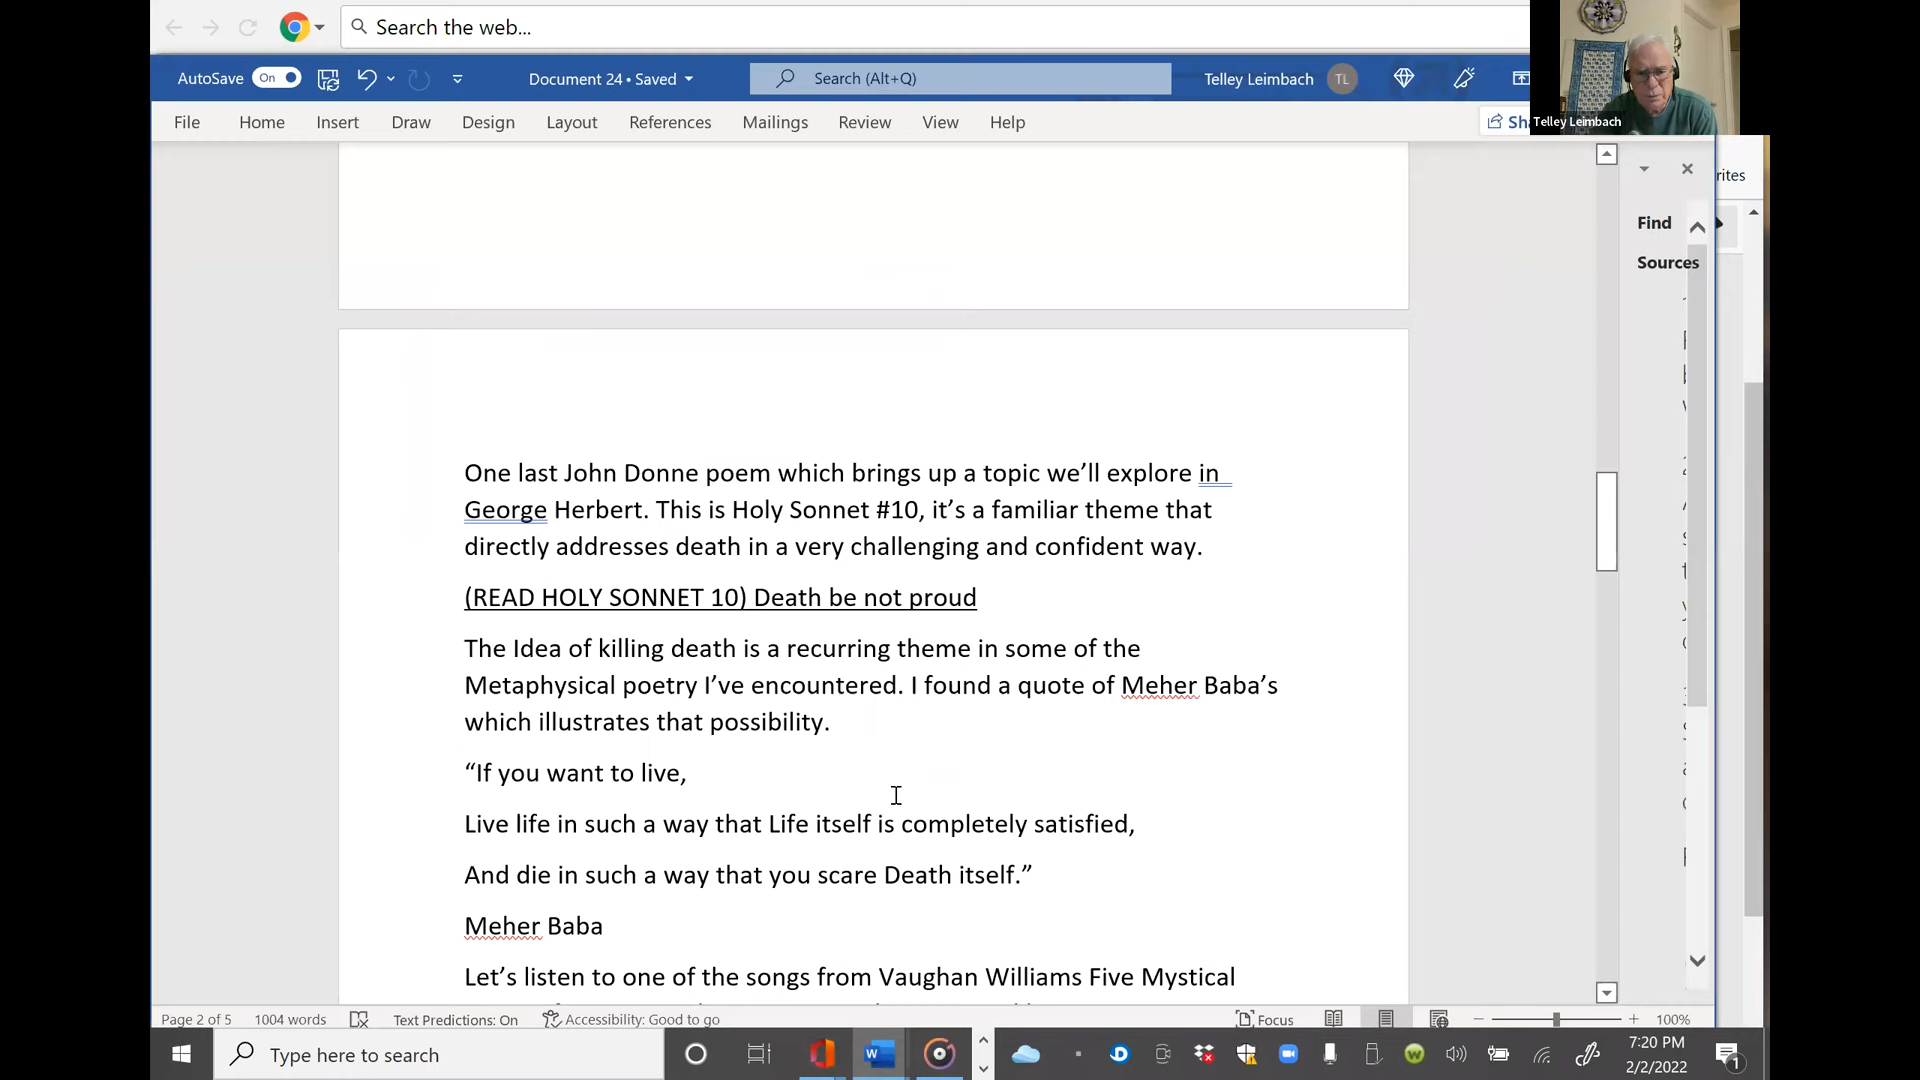 Search the web...
AutoSave On Document 24 • Saved Search (Alt+Q) Telley Leimbach TL
File Home Insert Draw Design Layout References Mailings Review View Help
Telley Leimbach
rites
Find
Sources
One last John Donne poem which brings up a topic we’ll explore in
George Herbert. This is Holy Sonnet #10, it’s a familiar theme that
directly addresses death in a very challenging and confident way.
(READ HOLY SONNET 10) Death be not proud
The Idea of killing death is a recurring theme in some of the
Metaphysical poetry I’ve encountered. I found a quote of Meher Baba’s
which illustrates that possibility.
“If you want to live,
Live life in such a way that Life itself is completely satisfied,
And die in such a way that you scare Death itself.”
Meher Baba
Let’s listen to one of the songs from Vaughan Williams Five Mystical
Page 2 of 5 1004 words Text Predictions: On Accessibility: Good to go Focus 100%
Type here to search
7:20 PM
2/2/2022
1